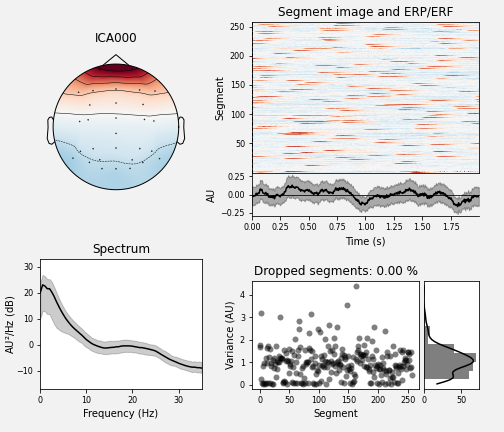 ICA000
Segment image and ERP/ERF
Segment
250
200
150
100
50
AU
0.25
0.00
−0.25
0.00 0.25 0.50 0.75 1.00 1.25 1.50 1.75
Time (s)
Spectrum
AU²/Hz (dB)
30
20
10
0
−10
0 10 20 30
Frequency (Hz)
Dropped segments: 0.00 %
Variance (AU)
4
3
2
1
0
0 50 100 150 200 250
Segment
0 50